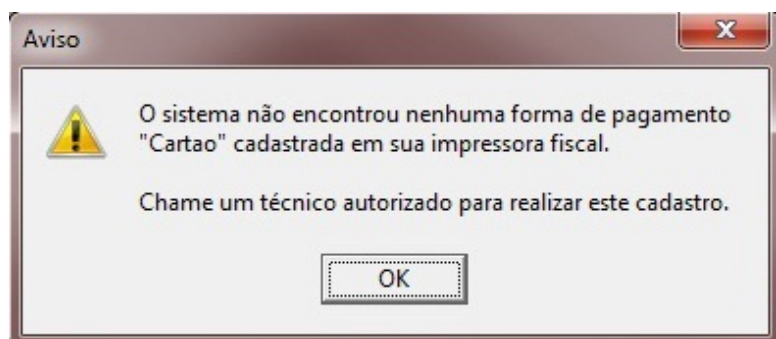 Aviso
O sistema não encontrou nenhuma forma de pagamento
"Cartao" cadastrada em sua impressora fiscal.
Chame um técnico autorizado para realizar este cadastro.
OK